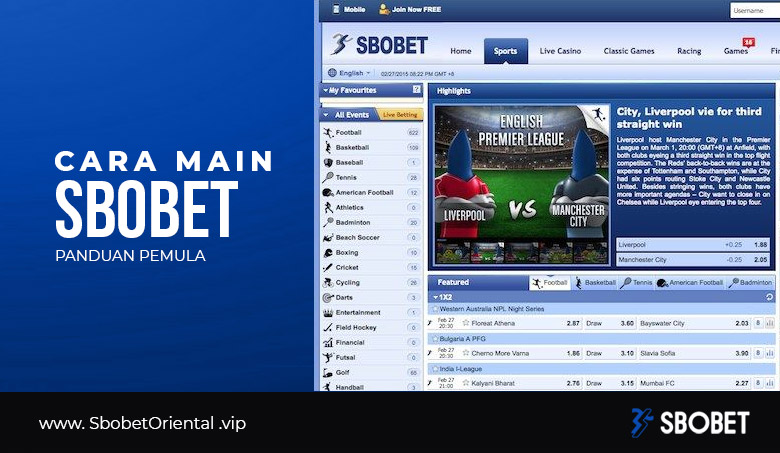 CARA MAIN
SBOBET
PANDUAN PEMULA
Mobile
Join Now FREE
Username
SBOBET
Home
Sports
Live Casino
Classic Games
Racing
Games
English
02/27/2015 08:22 PM GMT +8
My Favourites
?
All Events
Live Betting
Football 622
Basketball 109
Baseball 1
Tennis 28
American Football 12
Athletics 0
Badminton 20
Beach Soccer 0
Boxing 10
Cricket 15
Cycling 26
Darts 3
Entertainment 1
Field Hockey 0
Financial 0
Futsal 0
Golf 65
Handball 3
Highlights
ENGLISH
PREMIER LEAGUE
LIVERPOOL
VS
MANCHESTER
CITY
City, Liverpool vie for third
straight win
Liverpool host Manchester City in the Premier
League on March 1, 20:00 (GMT+8) at Anfield, with
both clubs eyeing a third straight win in the top flight
competition. The Reds' back-to-back wins are at the
expense of Tottenham and Southampton, while City
had six points routing Stoke City and Newcastle
United. Besides stringing wins, both clubs have
more important agendas – City want to close in on
Chelsea while Liverpool eye entering the top four.
Liverpool +0.25 1.88
Manchester City -0.25 2.05
Featured
Football
Basketball
Tennis
American Football
Badminton
1X2
Western Australia NPL Night Series
Feb 27
20:30
Floreat Athena 2.87 Draw 3.60 Bayswater City 2.03 8
Bulgaria A PFG
Feb 27
20:30
Cherno More Varna 1.86 Draw 3.10 Slavia Sofia 3.90 8
India I-League
Feb 27
21:00
Kalyani Bharat 2.76 Draw 3.15 Mumbai FC 2.27 8
www. SbobetOriental .vip
SBOBET